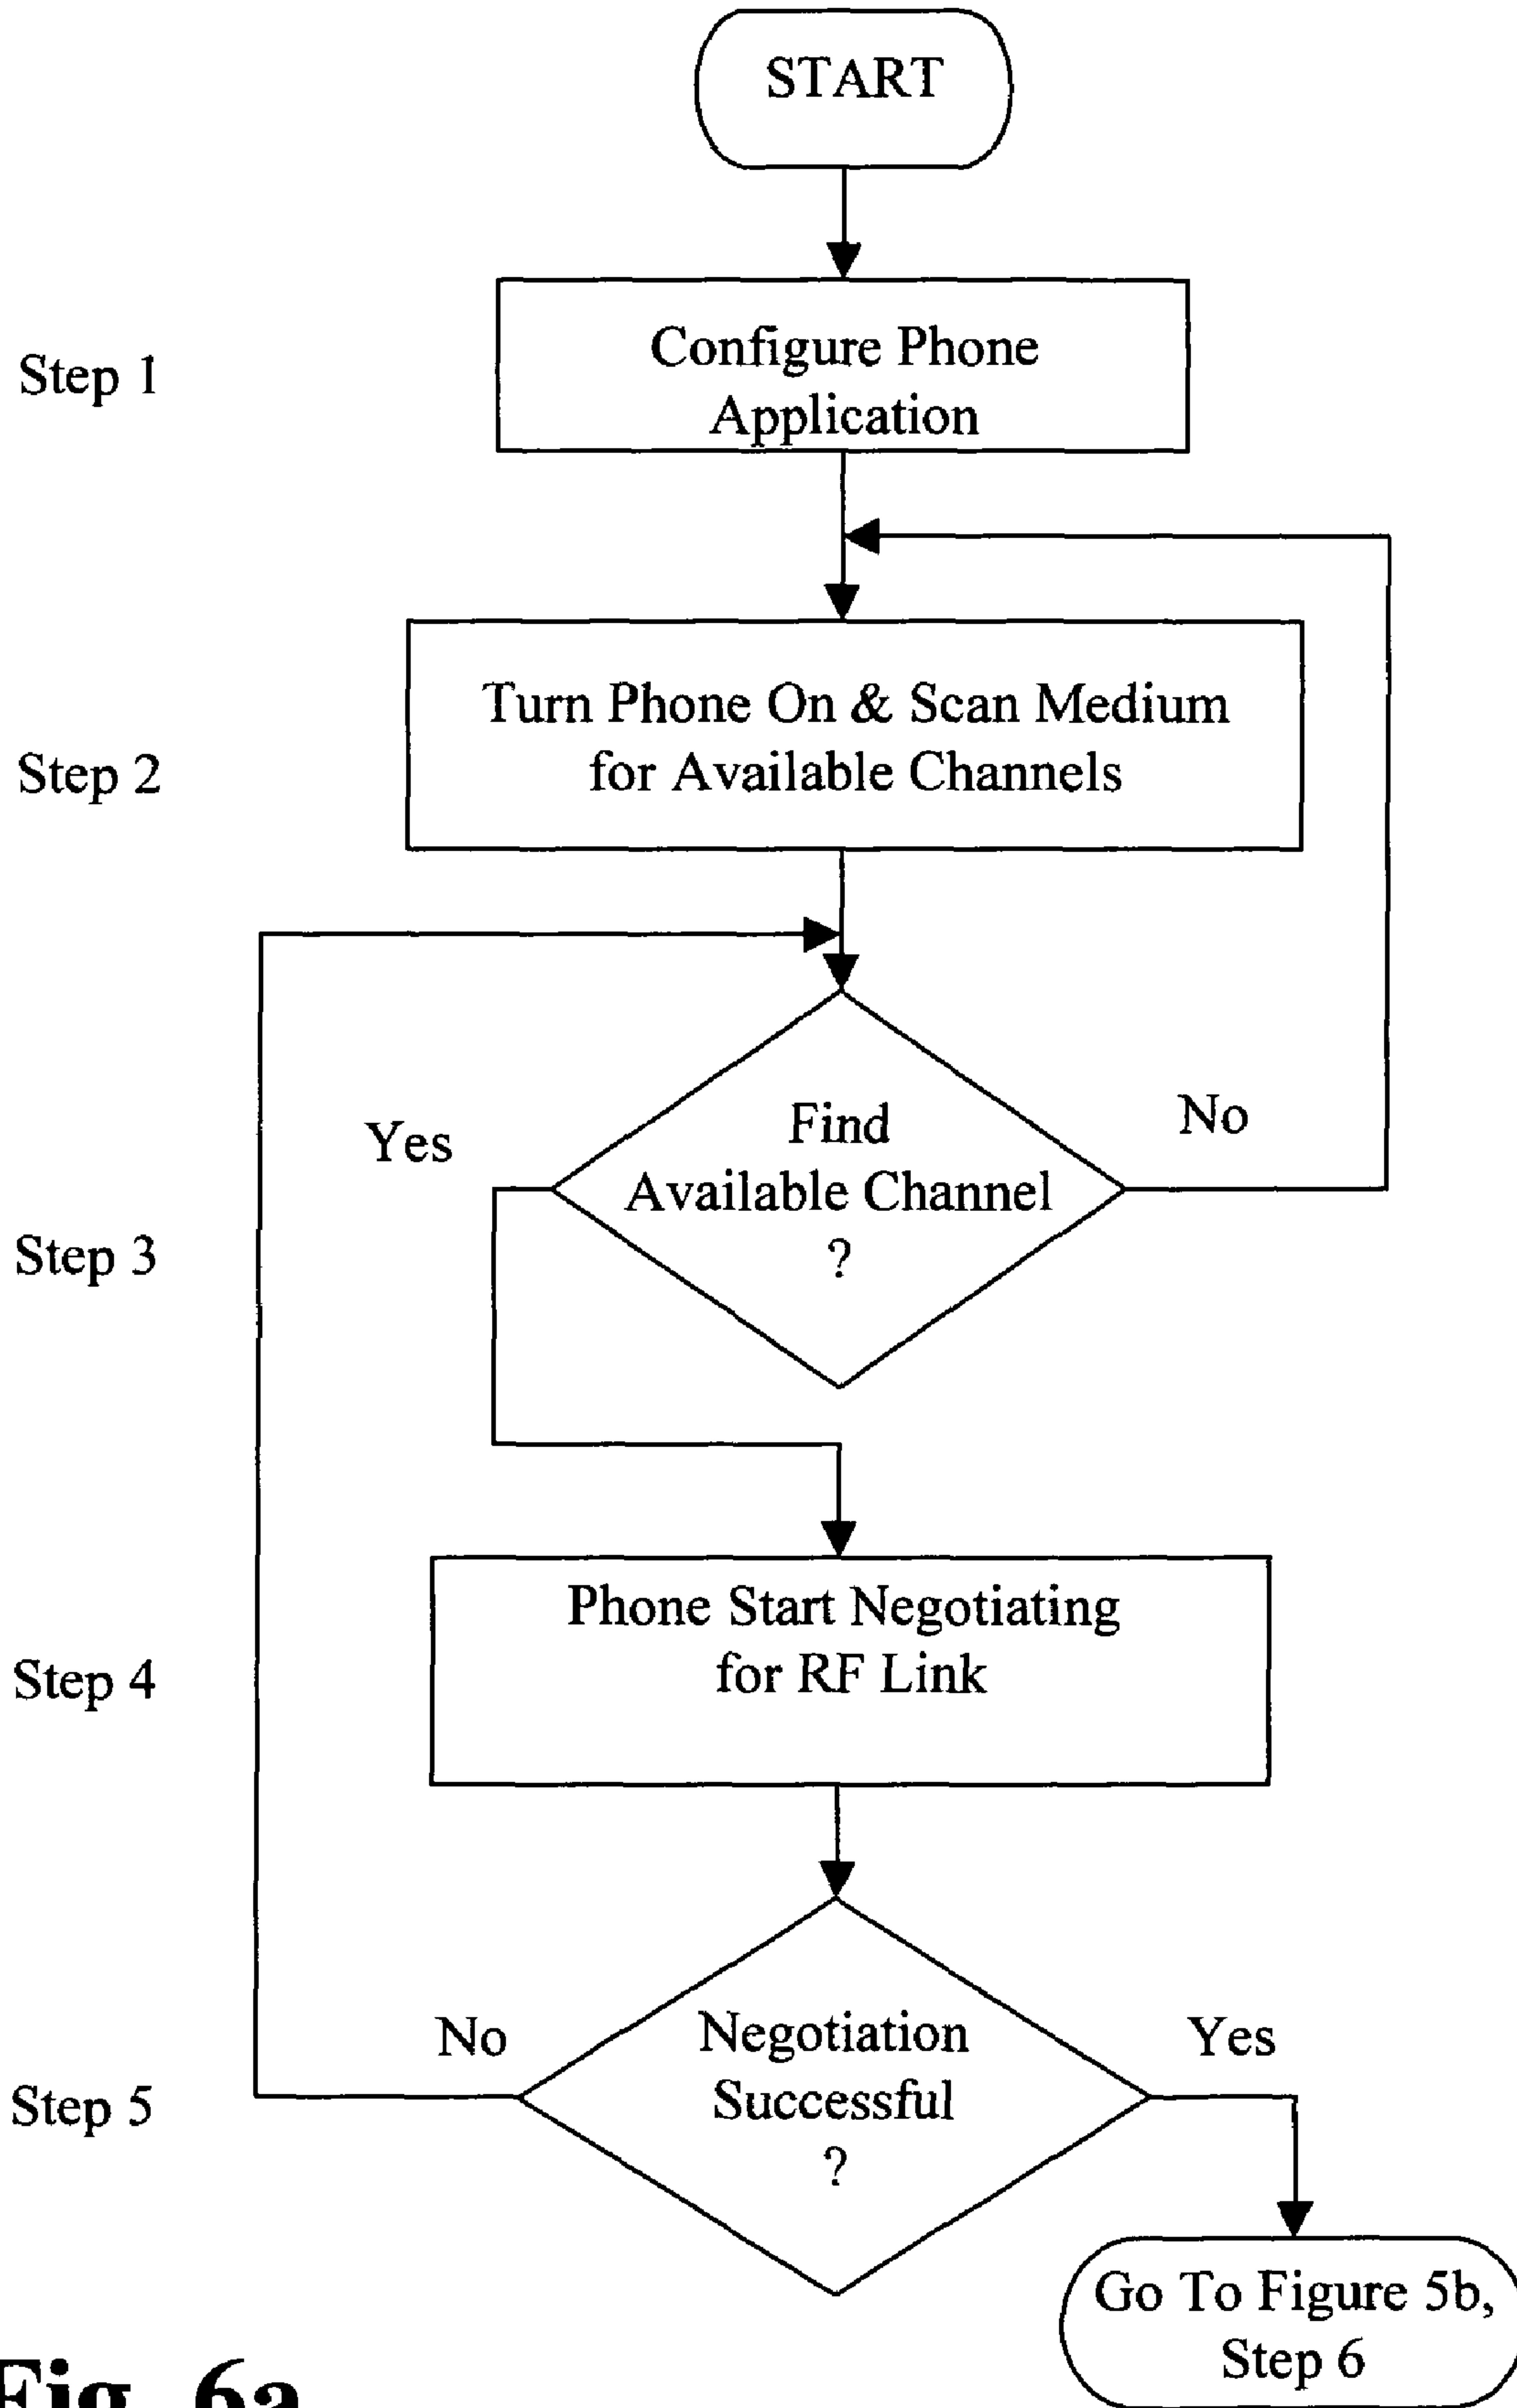 START
Step 1
Configure Phone
Application
Step 2
Turn Phone On & Scan Medium
for Available Channels
Step 3
Yes
Find
Available Channel
?
No
Step 4
Phone Start Negotiating
for RF Link
Step 5
No
Negotiation
Successful
?
Yes
Go To Figure 5b,
Step 6
Fig. 6a